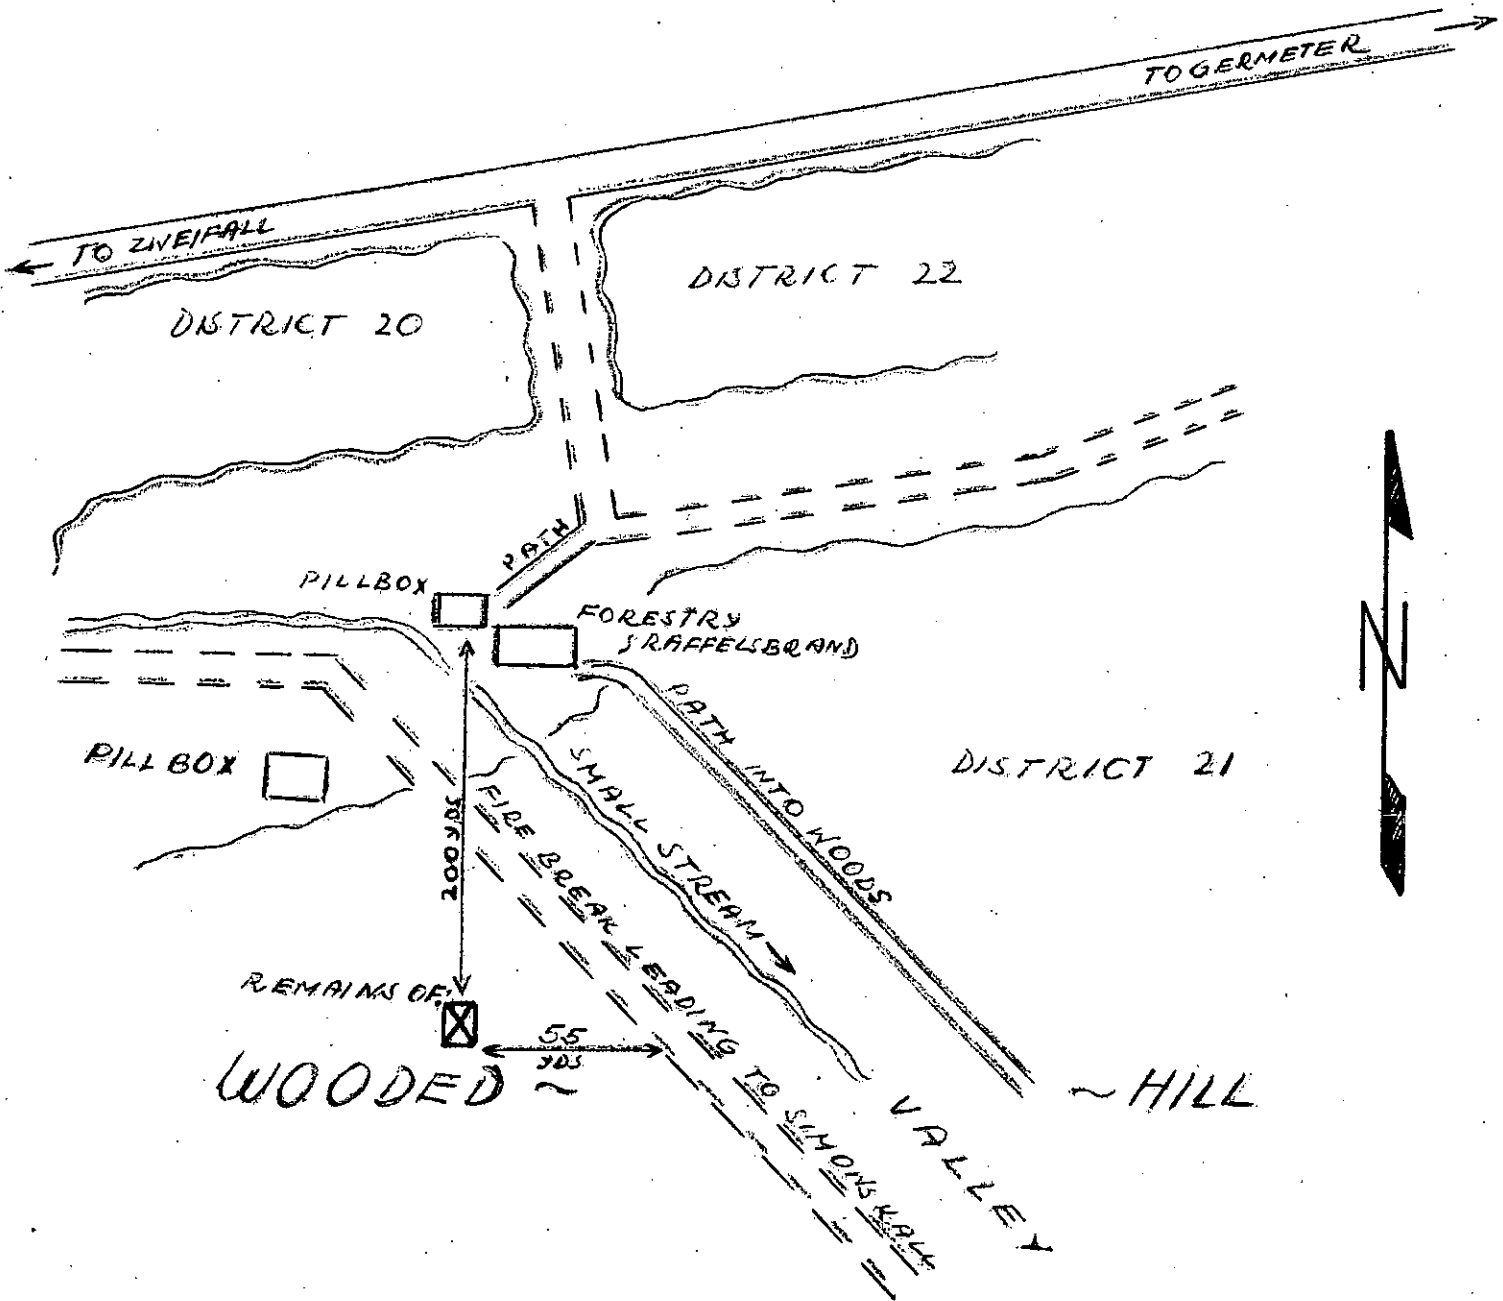 TO GERMETER
TO ZWEIFALL
DISTRICT 22
DISTRICT 20
PATH
PILLBOX
FORESTRY
SRAFFELSBRAND
N
PATH INTO WOODS
SMALL STREAM
DISTRICT 21
PILLBOX
200 YDS
FIRE BREAK LEADING TO SIMONSKALL
REMAINS OF:
55
YDS
WOODED ~
~ HILL
VALLEY